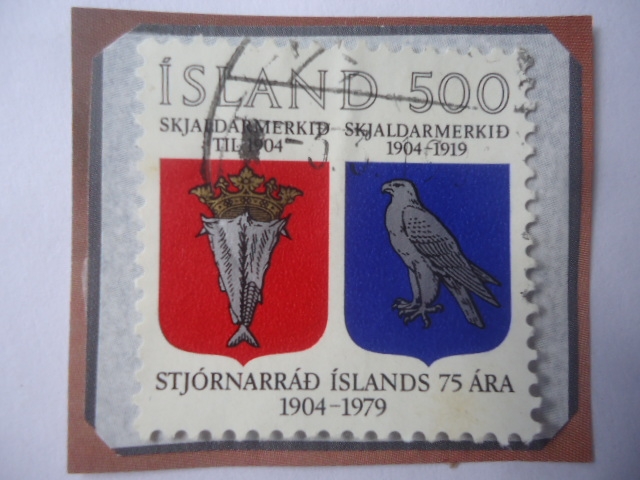 ÍSLAND 500
SKJALDARMERKIÐ SKJALDARMERKIÐ
TIL 1904 1904-1919
STJÓRNARRÁÐ ÍSLANDS 75 ÁRA
1904-1979